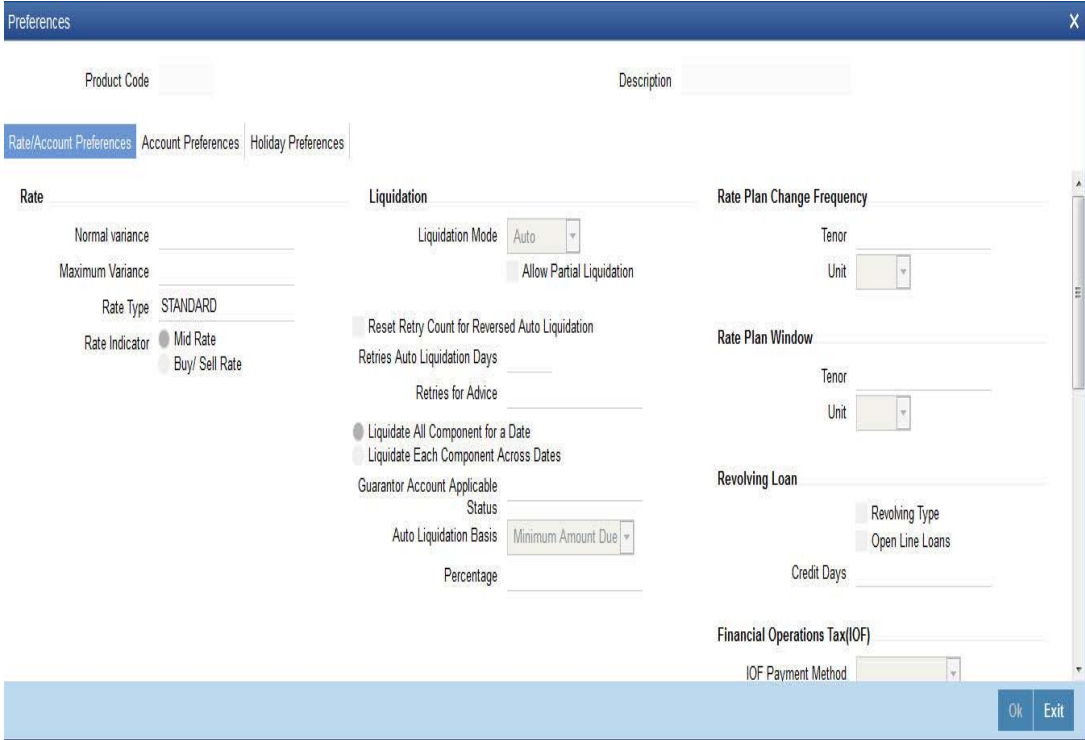 Preferences X
Product Code
Description
Rate/Account Preferences Account Preferences Holiday Preferences
Rate
Normal variance
Maximum Variance
Rate Type STANDARD
Rate Indicator Mid Rate
Buy/ Sell Rate
Liquidation
Liquidation Mode Auto
Allow Partial Liquidation
Reset Retry Count for Reversed Auto Liquidation
Retries Auto Liquidation Days
Retries for Advice
Liquidate All Component for a Date
Liquidate Each Component Across Dates
Guarantor Account Applicable
Status
Auto Liquidation Basis Minimum Amount Due
Percentage
Rate Plan Change Frequency
Tenor
Unit
Rate Plan Window
Tenor
Unit
Revolving Loan
Revolving Type
Open Line Loans
Credit Days
Financial Operations Tax(IOF)
IOF Payment Method
Ok Exit